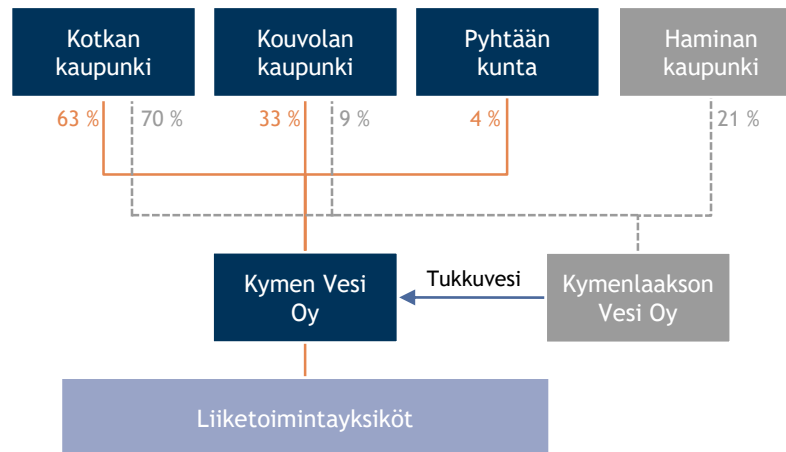 Kotkan
kaupunki
Kouvolan
kaupunki
Pyhtään
kunta
Haminan
kaupunki
63 %
70 %
33 %
9 %
4 %
21 %
Kymen Vesi
Oy
Tukkuvesi
Kymenlaakson
Vesi Oy
Liiketoimintayksiköt